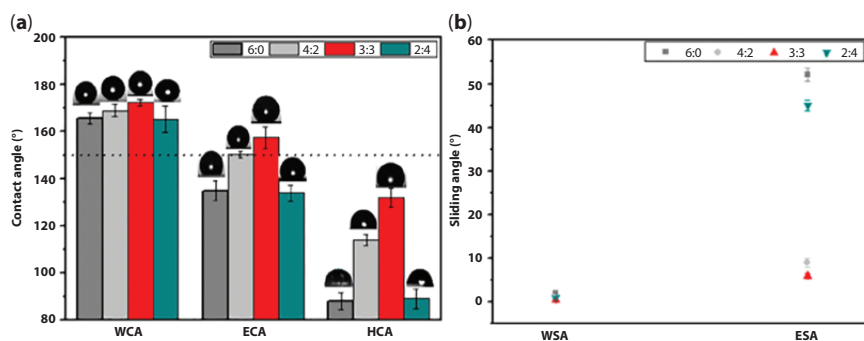 (a)
200
180
160
140
120
100
80
Contact angle (°)
6:0 4:2 3:3 2:4
WCA ECA HCA
(b)
60
50
40
30
20
10
0
Sliding angle (°)
6:0 4:2 3:3 2:4
WSA ESA